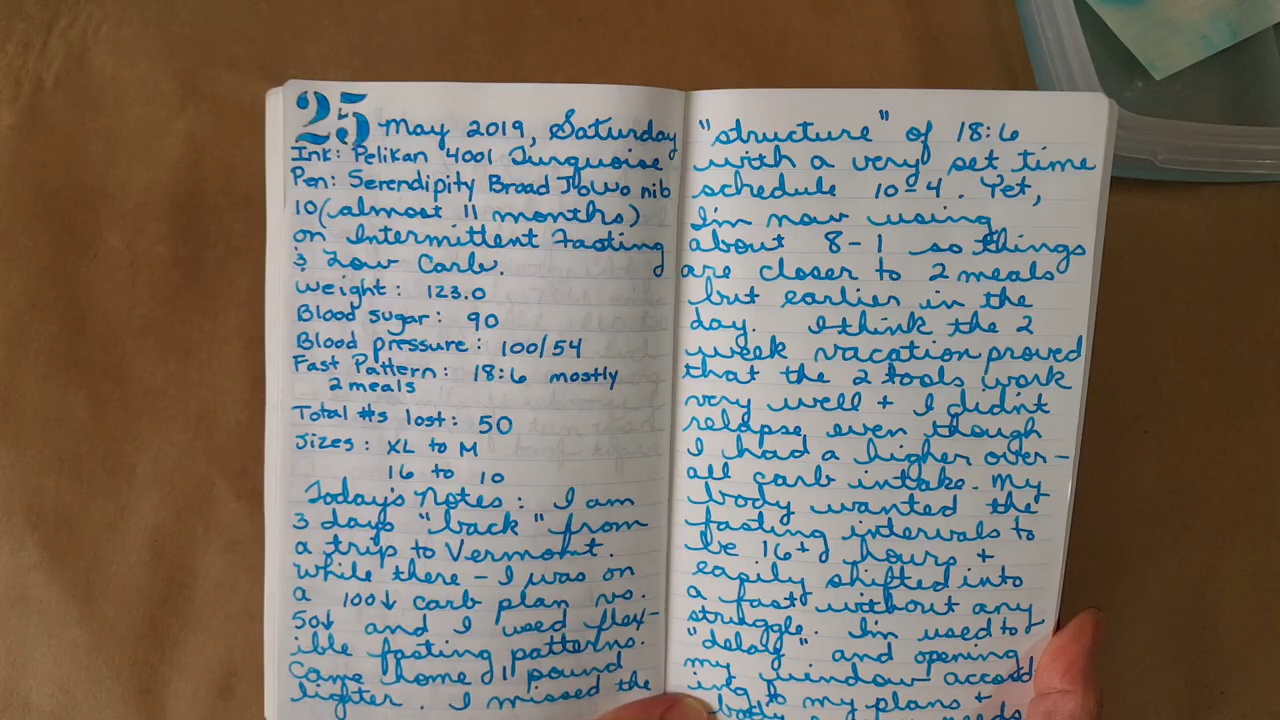 25 May 2019, Saturday
Ink: Pelikan 4001 Turquoise
Pen: Serendipity Broad JoWo nib
10 (almost 11 months)
on Intermittent Fasting
& Low Carb.
Weight: 123.0
Blood sugar: 90
Blood pressure: 100/54
Fast Pattern: 18:6 mostly
2 meals
Total #s lost: 50
Sizes: XL to M
16 to 10
Today's Notes: I am
3 days "back" from
a trip to Vermont.
While there - I was on
a 100↓ carb plan vs.
50↓ and I used flex-
ible fasting patterns.
Came home 1 pound
lighter. I missed the
"structure" of 18:6
with a very set time
schedule 10-4. Yet,
I'm now using
about 8-1 so things
are closer to 2 meals
but earlier in the
day. I think the 2
week vacation proved
that the 2 tools work
very well + I didn't
relapse even though
I had a higher over-
all carb intake. My
body wanted the
fasting intervals to
be 16+ hours +
easily shifted into
a fast without any
struggle. I'm used to
"delay" and opening
my window accord
ing to my plans +
body needs